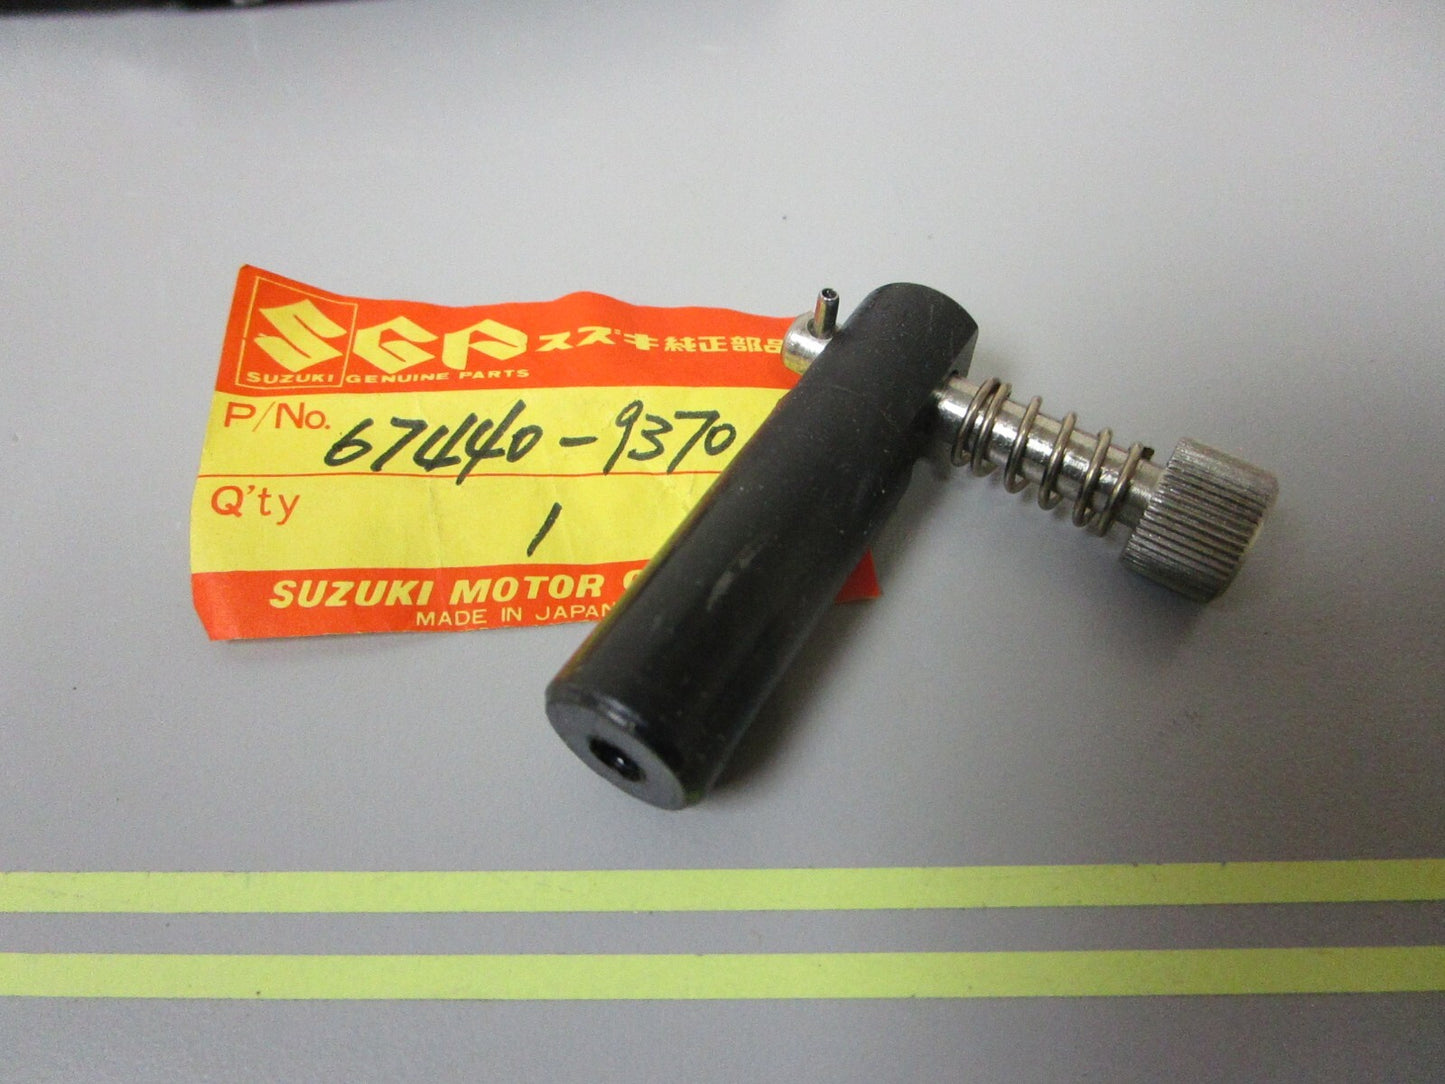 SGP スズキ純正部品
SUZUKI GENUINE PARTS
P/No. 67440-9370
Q'ty 1
SUZUKI MOTOR
MADE IN JAPAN